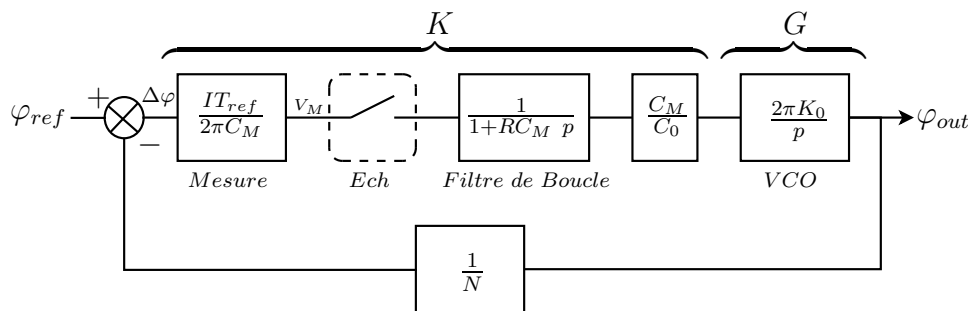 K G
φ_ref + − Δφ IT_ref/2πC_M V_M 1/1+RC_M p C_M/C_0 2πK_0/p φ_out
Mesure Ech Filtre de Boucle VCO
1/N